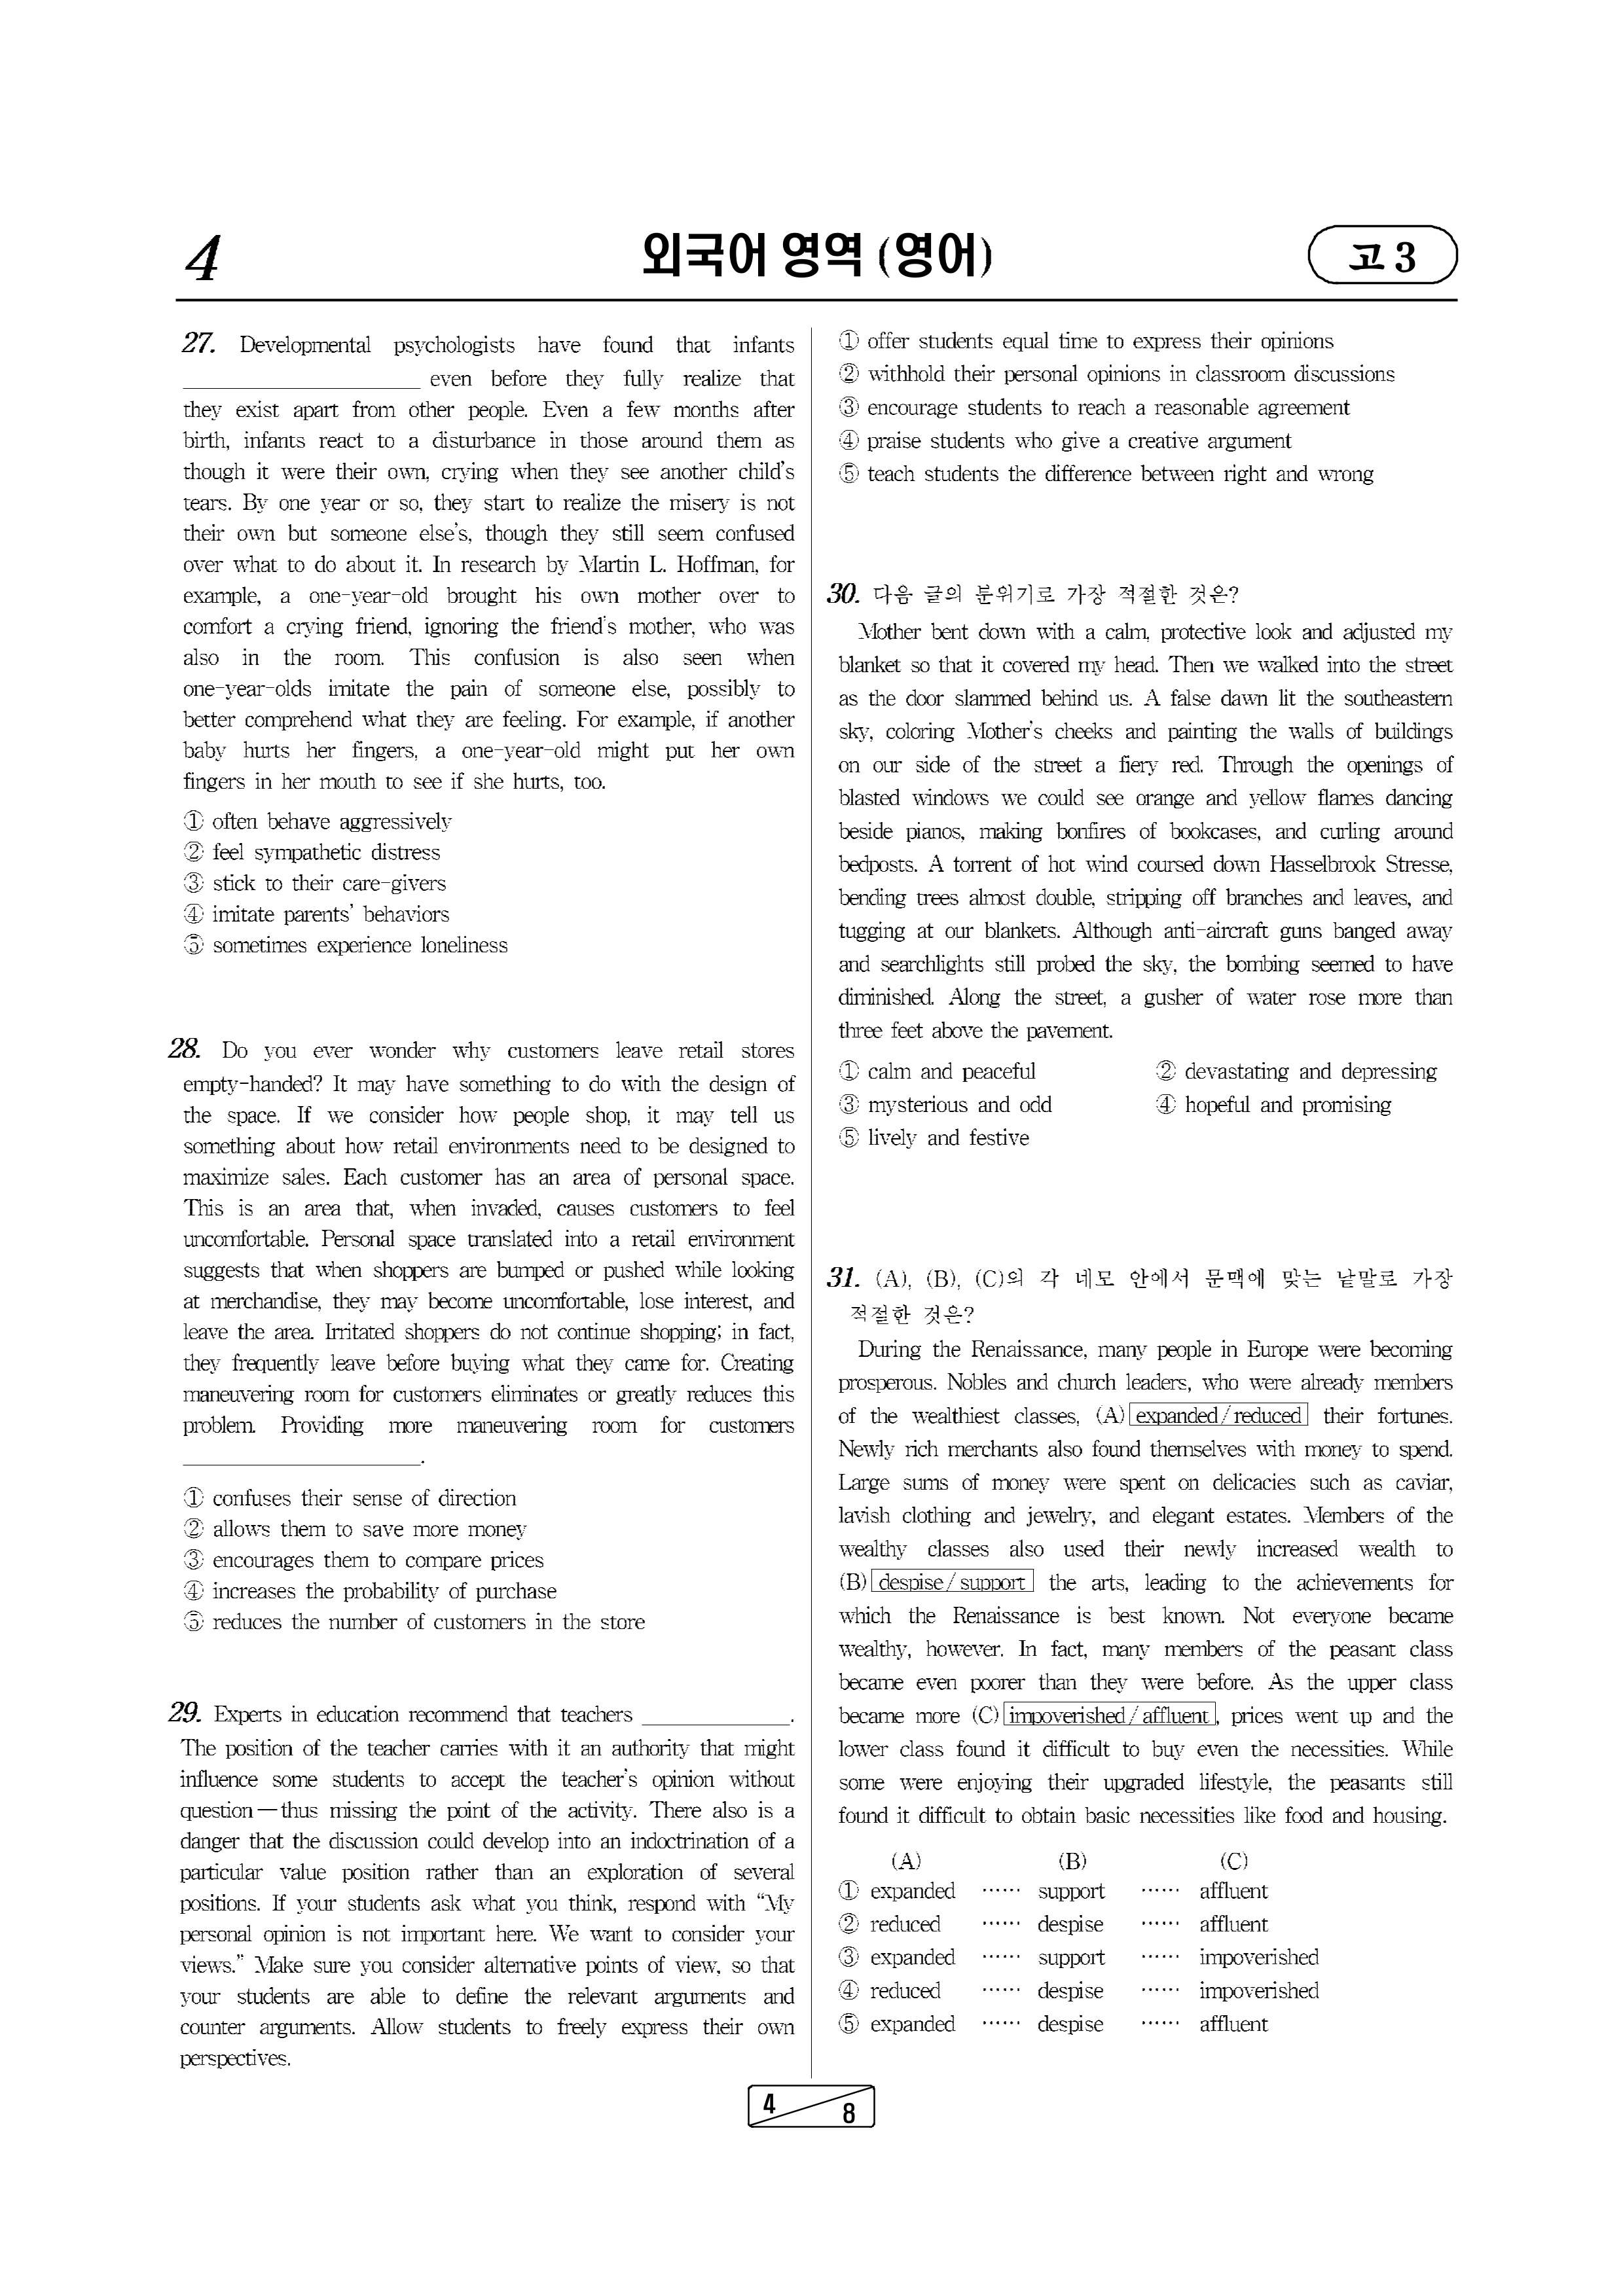 4
외국어 영역 (영어)
고 3
27. Developmental psychologists have found that infants
____________________ even before they fully realize that
they exist apart from other people. Even a few months after
birth, infants react to a disturbance in those around them as
though it were their own, crying when they see another child's
tears. By one year or so, they start to realize the misery is not
their own but someone else's, though they still seem confused
over what to do about it. In research by Martin L. Hoffman, for
example, a one-year-old brought his own mother over to
comfort a crying friend, ignoring the friend's mother, who was
also in the room. This confusion is also seen when
one-year-olds imitate the pain of someone else, possibly to
better comprehend what they are feeling. For example, if another
baby hurts her fingers, a one-year-old might put her own
fingers in her mouth to see if she hurts, too.
① often behave aggressively
② feel sympathetic distress
③ stick to their care-givers
④ imitate parents' behaviors
⑤ sometimes experience loneliness
28. Do you ever wonder why customers leave retail stores
empty-handed? It may have something to do with the design of
the space. If we consider how people shop, it may tell us
something about how retail environments need to be designed to
maximize sales. Each customer has an area of personal space.
This is an area that, when invaded, causes customers to feel
uncomfortable. Personal space translated into a retail environment
suggests that when shoppers are bumped or pushed while looking
at merchandise, they may become uncomfortable, lose interest, and
leave the area. Irritated shoppers do not continue shopping; in fact,
they frequently leave before buying what they came for. Creating
maneuvering room for customers eliminates or greatly reduces this
problem. Providing more maneuvering room for customers
____________________.
① confuses their sense of direction
② allows them to save more money
③ encourages them to compare prices
④ increases the probability of purchase
⑤ reduces the number of customers in the store
29. Experts in education recommend that teachers ____________.
The position of the teacher carries with it an authority that might
influence some students to accept the teacher's opinion without
question—thus missing the point of the activity. There also is a
danger that the discussion could develop into an indoctrination of a
particular value position rather than an exploration of several
positions. If your students ask what you think, respond with "My
personal opinion is not important here. We want to consider your
views." Make sure you consider alternative points of view, so that
your students are able to define the relevant arguments and
counter arguments. Allow students to freely express their own
perspectives.
① offer students equal time to express their opinions
② withhold their personal opinions in classroom discussions
③ encourage students to reach a reasonable agreement
④ praise students who give a creative argument
⑤ teach students the difference between right and wrong
30. 다음 글의 분위기로 가장 적절한 것은?
Mother bent down with a calm, protective look and adjusted my
blanket so that it covered my head. Then we walked into the street
as the door slammed behind us. A false dawn lit the southeastern
sky, coloring Mother's cheeks and painting the walls of buildings
on our side of the street a fiery red. Through the openings of
blasted windows we could see orange and yellow flames dancing
beside pianos, making bonfires of bookcases, and curling around
bedposts. A torrent of hot wind coursed down Hasselbrook Stresse,
bending trees almost double, stripping off branches and leaves, and
tugging at our blankets. Although anti-aircraft guns banged away
and searchlights still probed the sky, the bombing seemed to have
diminished. Along the street, a gusher of water rose more than
three feet above the pavement.
① calm and peaceful ② devastating and depressing
③ mysterious and odd ④ hopeful and promising
⑤ lively and festive
31. (A), (B), (C)의 각 네모 안에서 문맥에 맞는 낱말로 가장
적절한 것은?
During the Renaissance, many people in Europe were becoming
prosperous. Nobles and church leaders, who were already members
of the wealthiest classes, (A) expanded / reduced their fortunes.
Newly rich merchants also found themselves with money to spend.
Large sums of money were spent on delicacies such as caviar,
lavish clothing and jewelry, and elegant estates. Members of the
wealthy classes also used their newly increased wealth to
(B) despise / support the arts, leading to the achievements for
which the Renaissance is best known. Not everyone became
wealthy, however. In fact, many members of the peasant class
became even poorer than they were before. As the upper class
became more (C) impoverished / affluent, prices went up and the
lower class found it difficult to buy even the necessities. While
some were enjoying their upgraded lifestyle, the peasants still
found it difficult to obtain basic necessities like food and housing.
(A) (B) (C)
① expanded …… support …… affluent
② reduced …… despise …… affluent
③ expanded …… support …… impoverished
④ reduced …… despise …… impoverished
⑤ expanded …… despise …… affluent
4
8